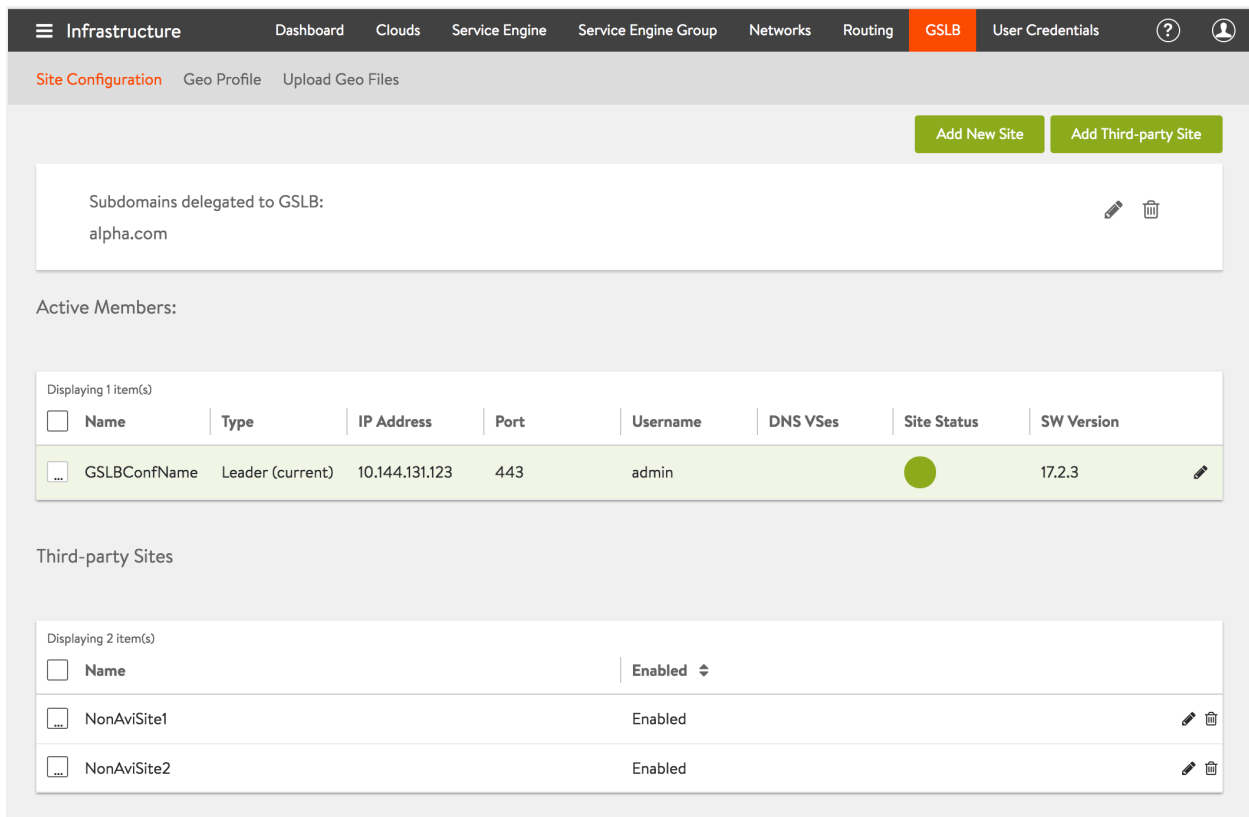 Infrastructure Dashboard Clouds Service Engine Service Engine Group Networks Routing GSLB User Credentials ?
Site Configuration Geo Profile Upload Geo Files
Add New Site Add Third-party Site
Subdomains delegated to GSLB:
alpha.com
Active Members:
Displaying 1 item(s)
Name Type IP Address Port Username DNS VSes Site Status SW Version
... GSLBConfName Leader (current) 10.144.131.123 443 admin 17.2.3
Third-party Sites
Displaying 2 item(s)
Name Enabled
... NonAviSite1 Enabled
... NonAviSite2 Enabled